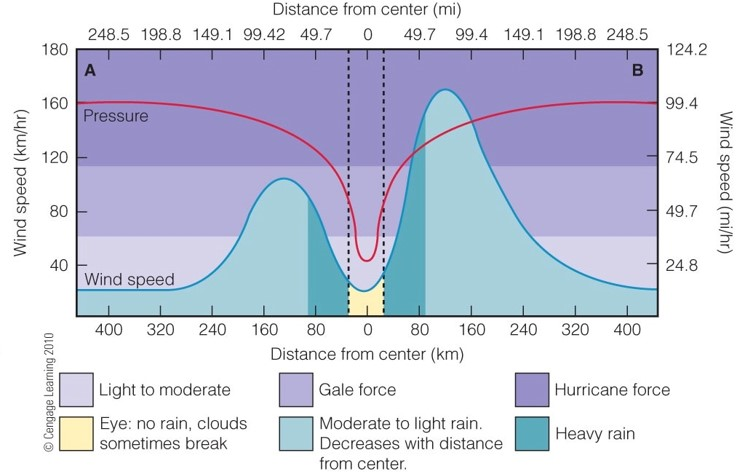 Distance from center (mi)
248.5 198.8 149.1 99.42 49.7 0 49.7 99.4 149.1 198.8 248.5
180 124.2
A B
160 99.4
Pressure
120 74.5
80 49.7
40 24.8
Wind speed
Wind speed (km/hr)
Wind speed (mi/hr)
400 320 240 160 80 0 80 160 240 320 400
Distance from center (km)
© Cengage Learning 2010
Light to moderate
Gale force
Hurricane force
Eye: no rain, clouds
sometimes break
Moderate to light rain.
Decreases with distance
from center.
Heavy rain